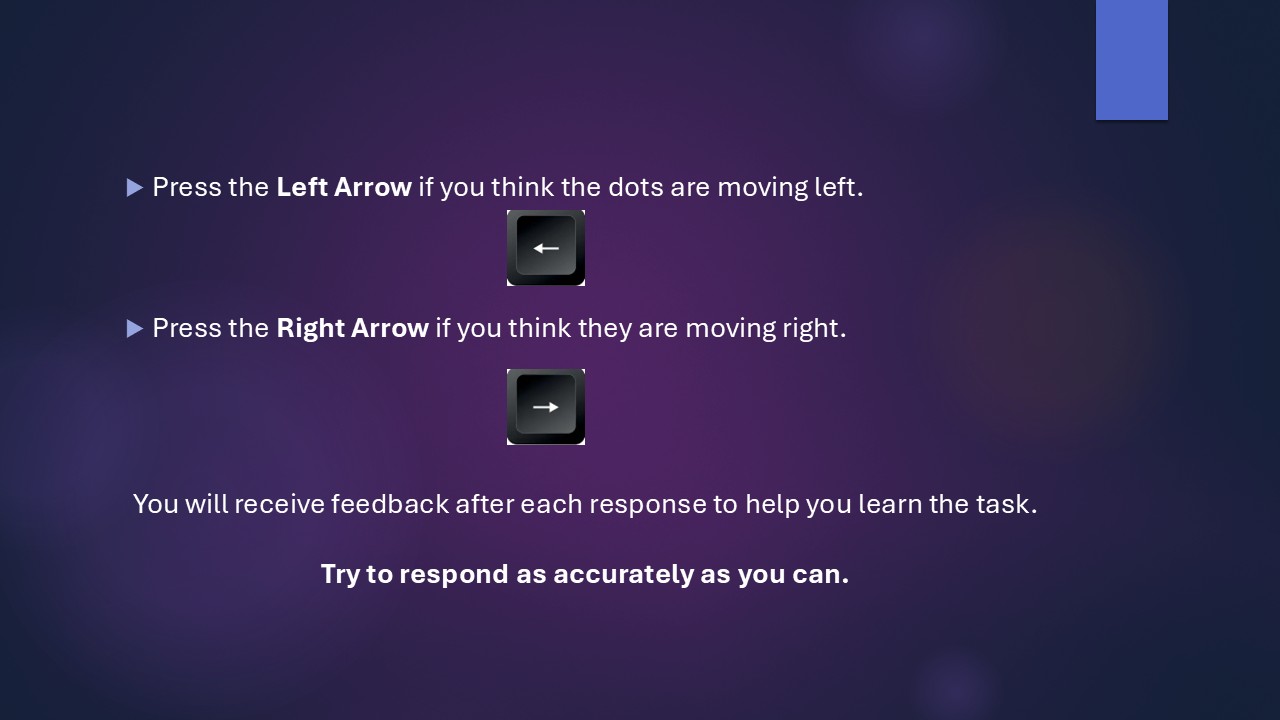 Press the Left Arrow if you think the dots are moving left.
←
Press the Right Arrow if you think they are moving right.
→
You will receive feedback after each response to help you learn the task.
Try to respond as accurately as you can.